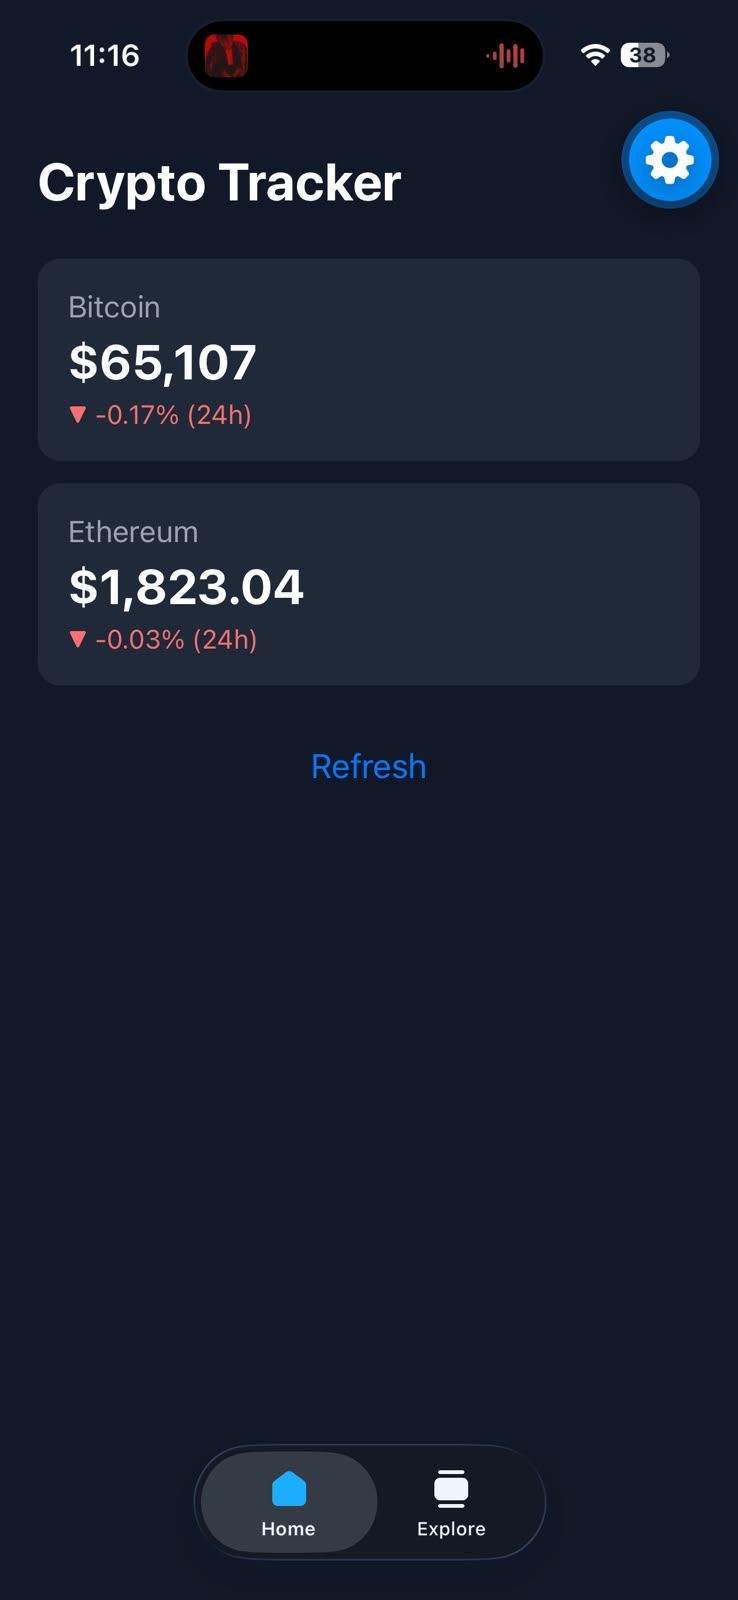 11:16
38
Crypto Tracker
Bitcoin
$65,107
▼ -0.17% (24h)
Ethereum
$1,823.04
▼ -0.03% (24h)
Refresh
Home
Explore